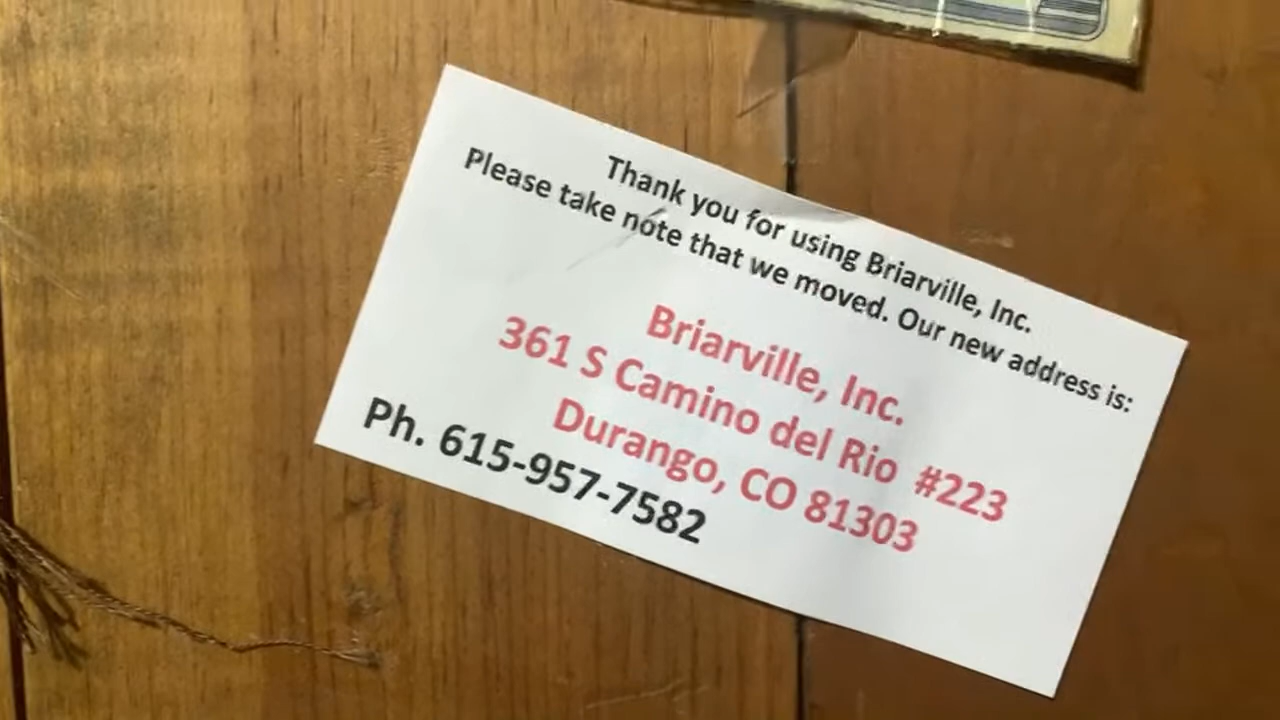 Thank you for using Briarville, Inc.
Please take note that we moved. Our new address is:
Briarville, Inc.
361 S Camino del Rio #223
Durango, CO 81303
Ph. 615-957-7582